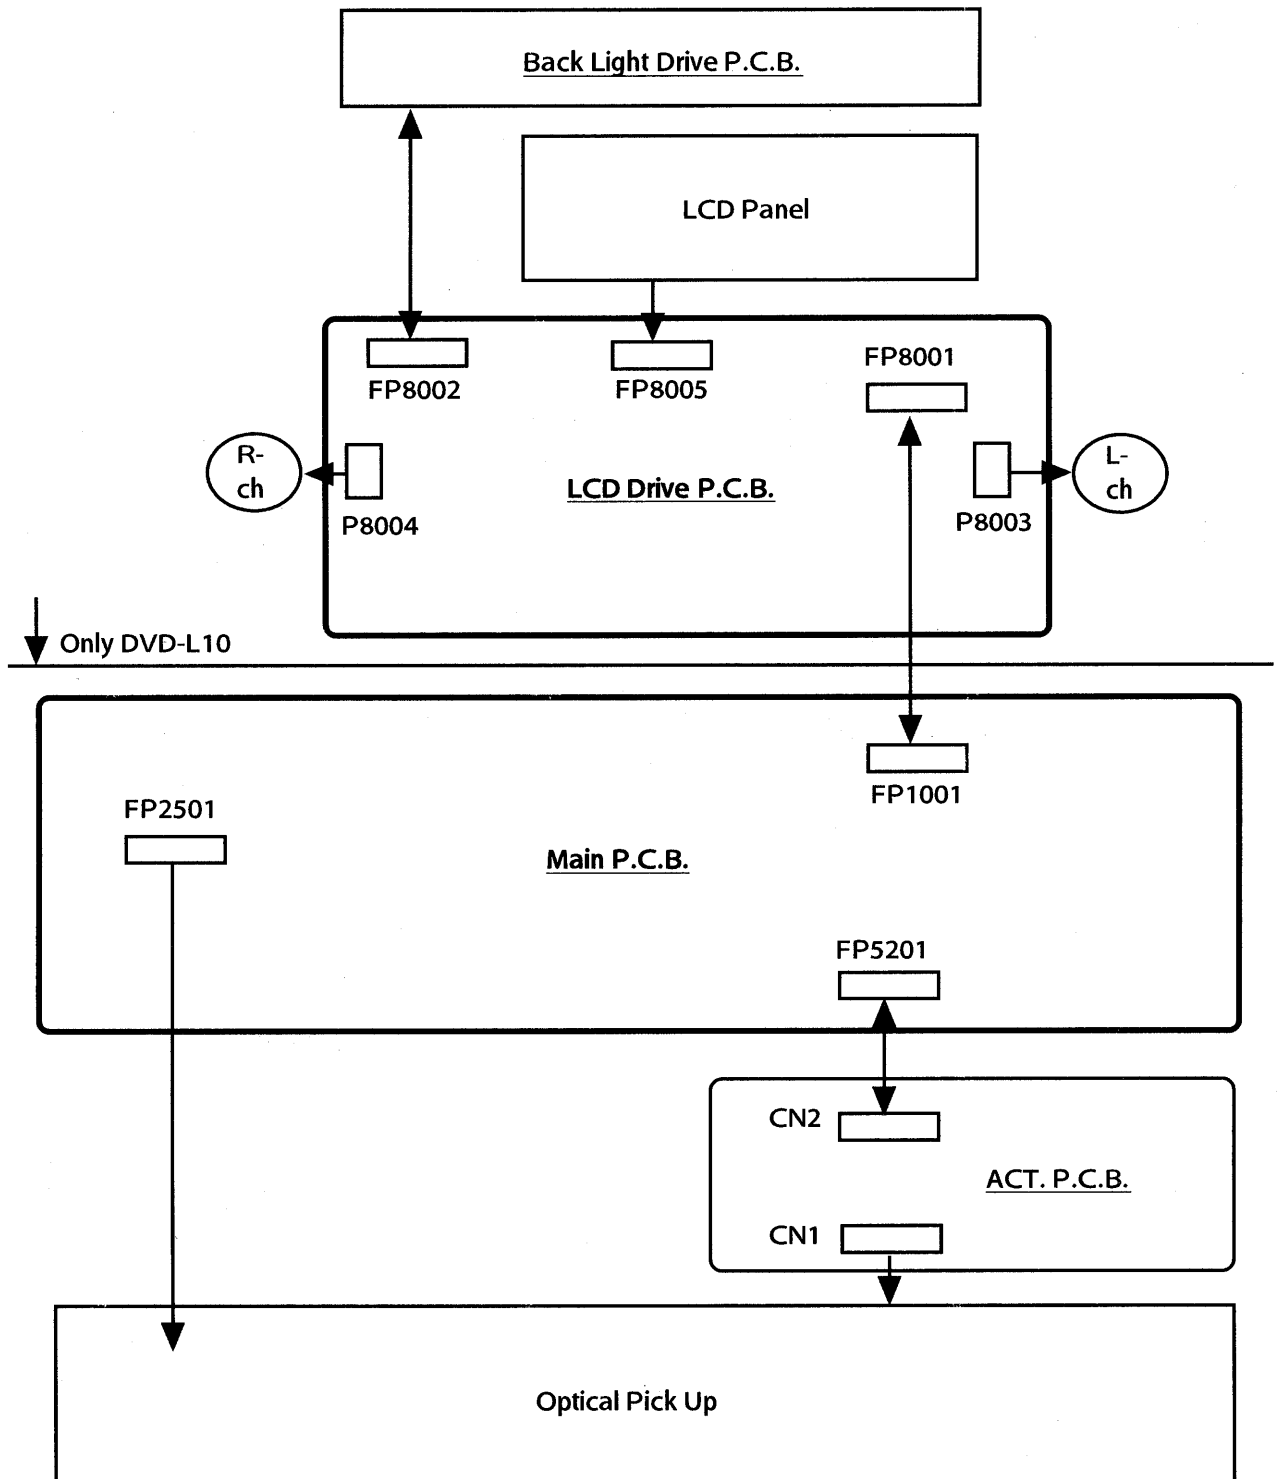 Back Light Drive P.C.B.
LCD Panel
FP8001
FP8002
FP8005
R-
ch
L-
ch
LCD Drive P.C.B.
P8004
P8003
Only DVD-L10
FP1001
FP2501
Main P.C.B.
FP5201
CN2
ACT. P.C.B.
CN1
Optical Pick Up